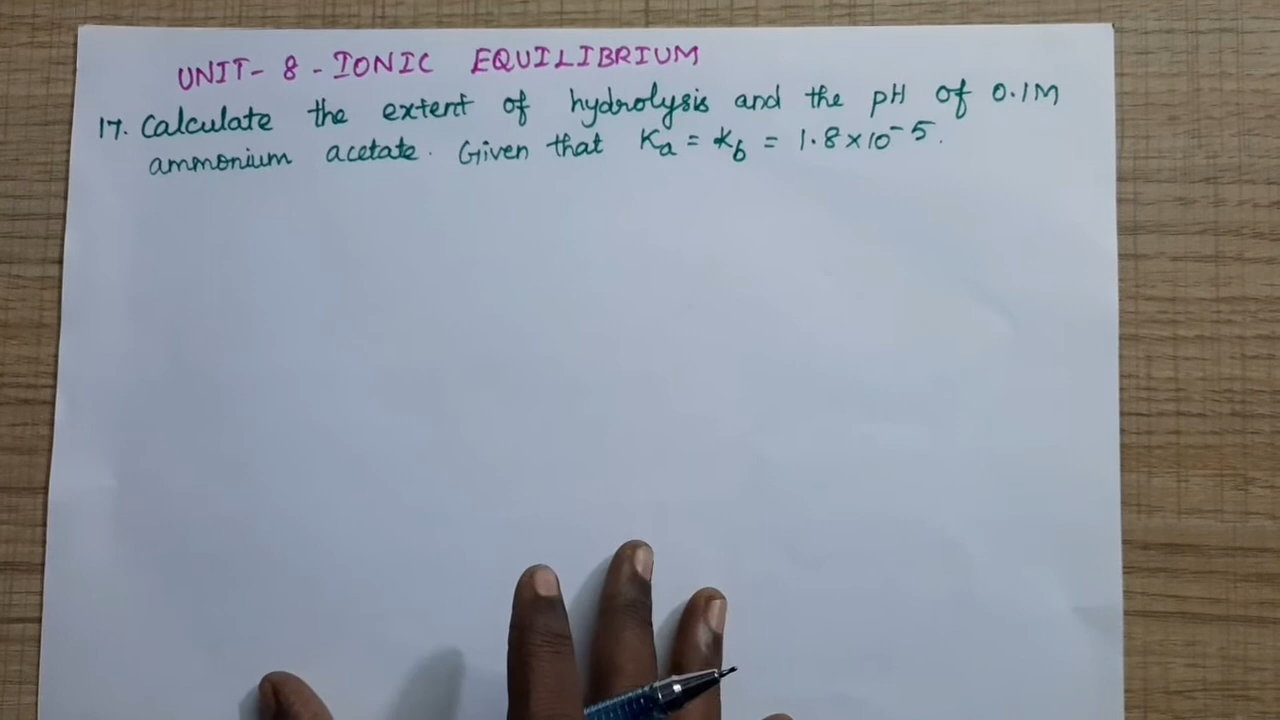 UNIT- 8 - IONIC EQUILIBRIUM
17. Calculate the extent of hydrolysis and the pH of 0.1M
ammonium acetate. Given that Ka = Kb = 1.8×10⁻⁵.